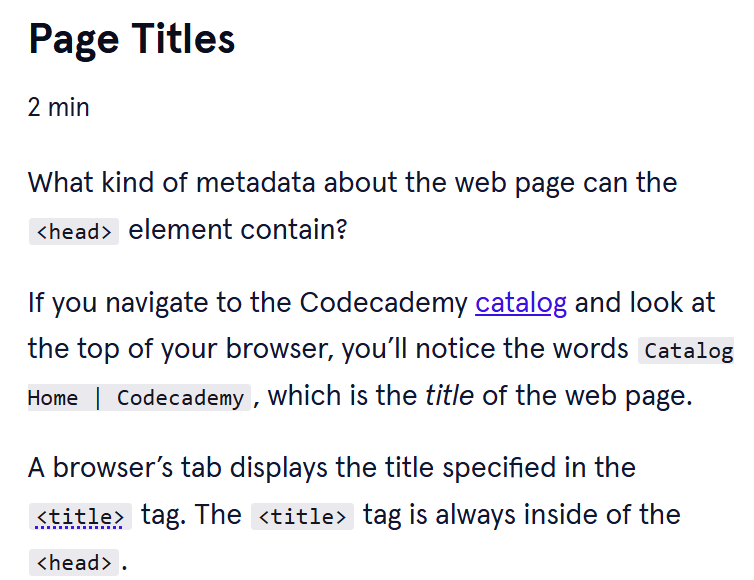 Page Titles
2 min
What kind of metadata about the web page can the
<head> element contain?
If you navigate to the Codecademy catalog and look at
the top of your browser, you’ll notice the words Catalog
Home | Codecademy, which is the title of the web page.
A browser’s tab displays the title specified in the
<title> tag. The <title> tag is always inside of the
<head>.